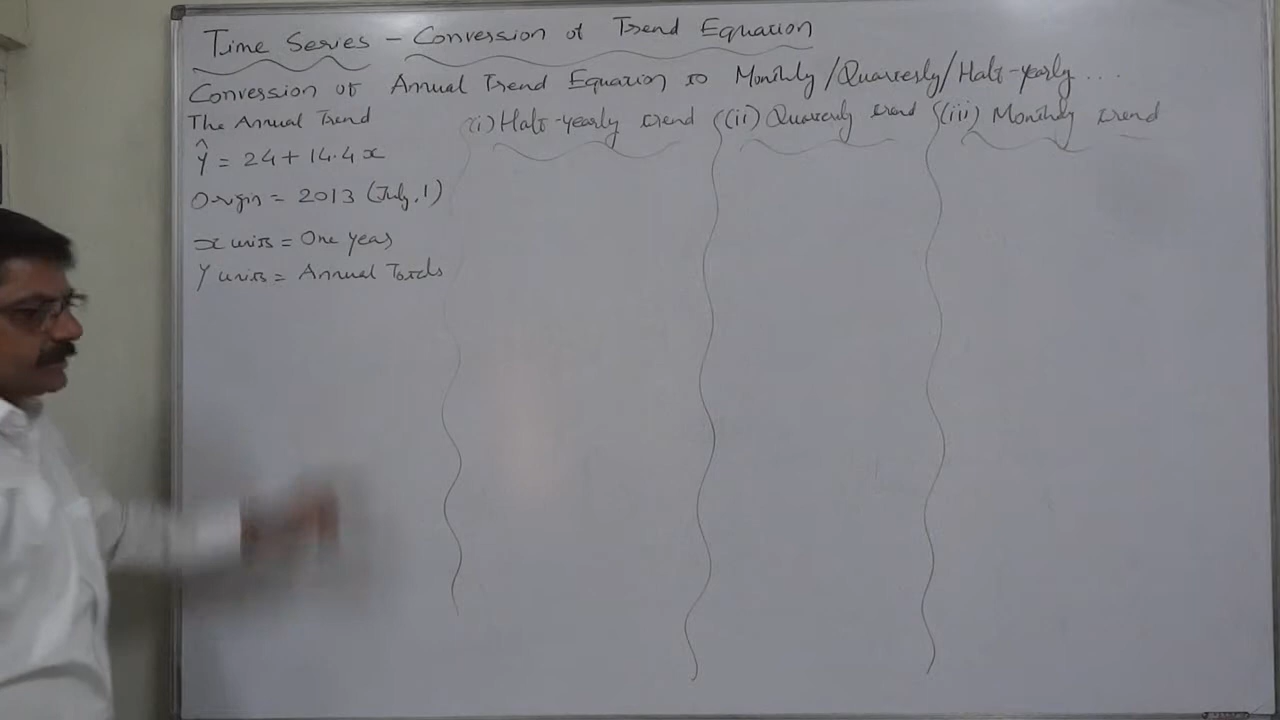 Time Series - Conversion of Trend Equation
Conversion of Annual Trend Equation to Monthly/Quarterly/Half-yearly ...
The Annual Trend
Ŷ = 24 + 14.4x
Origin = 2013 (July, 1)
x units = One year
Y units = Annual Totals
(i) Half-yearly trend
(ii) Quarterly trend
(iii) Monthly trend